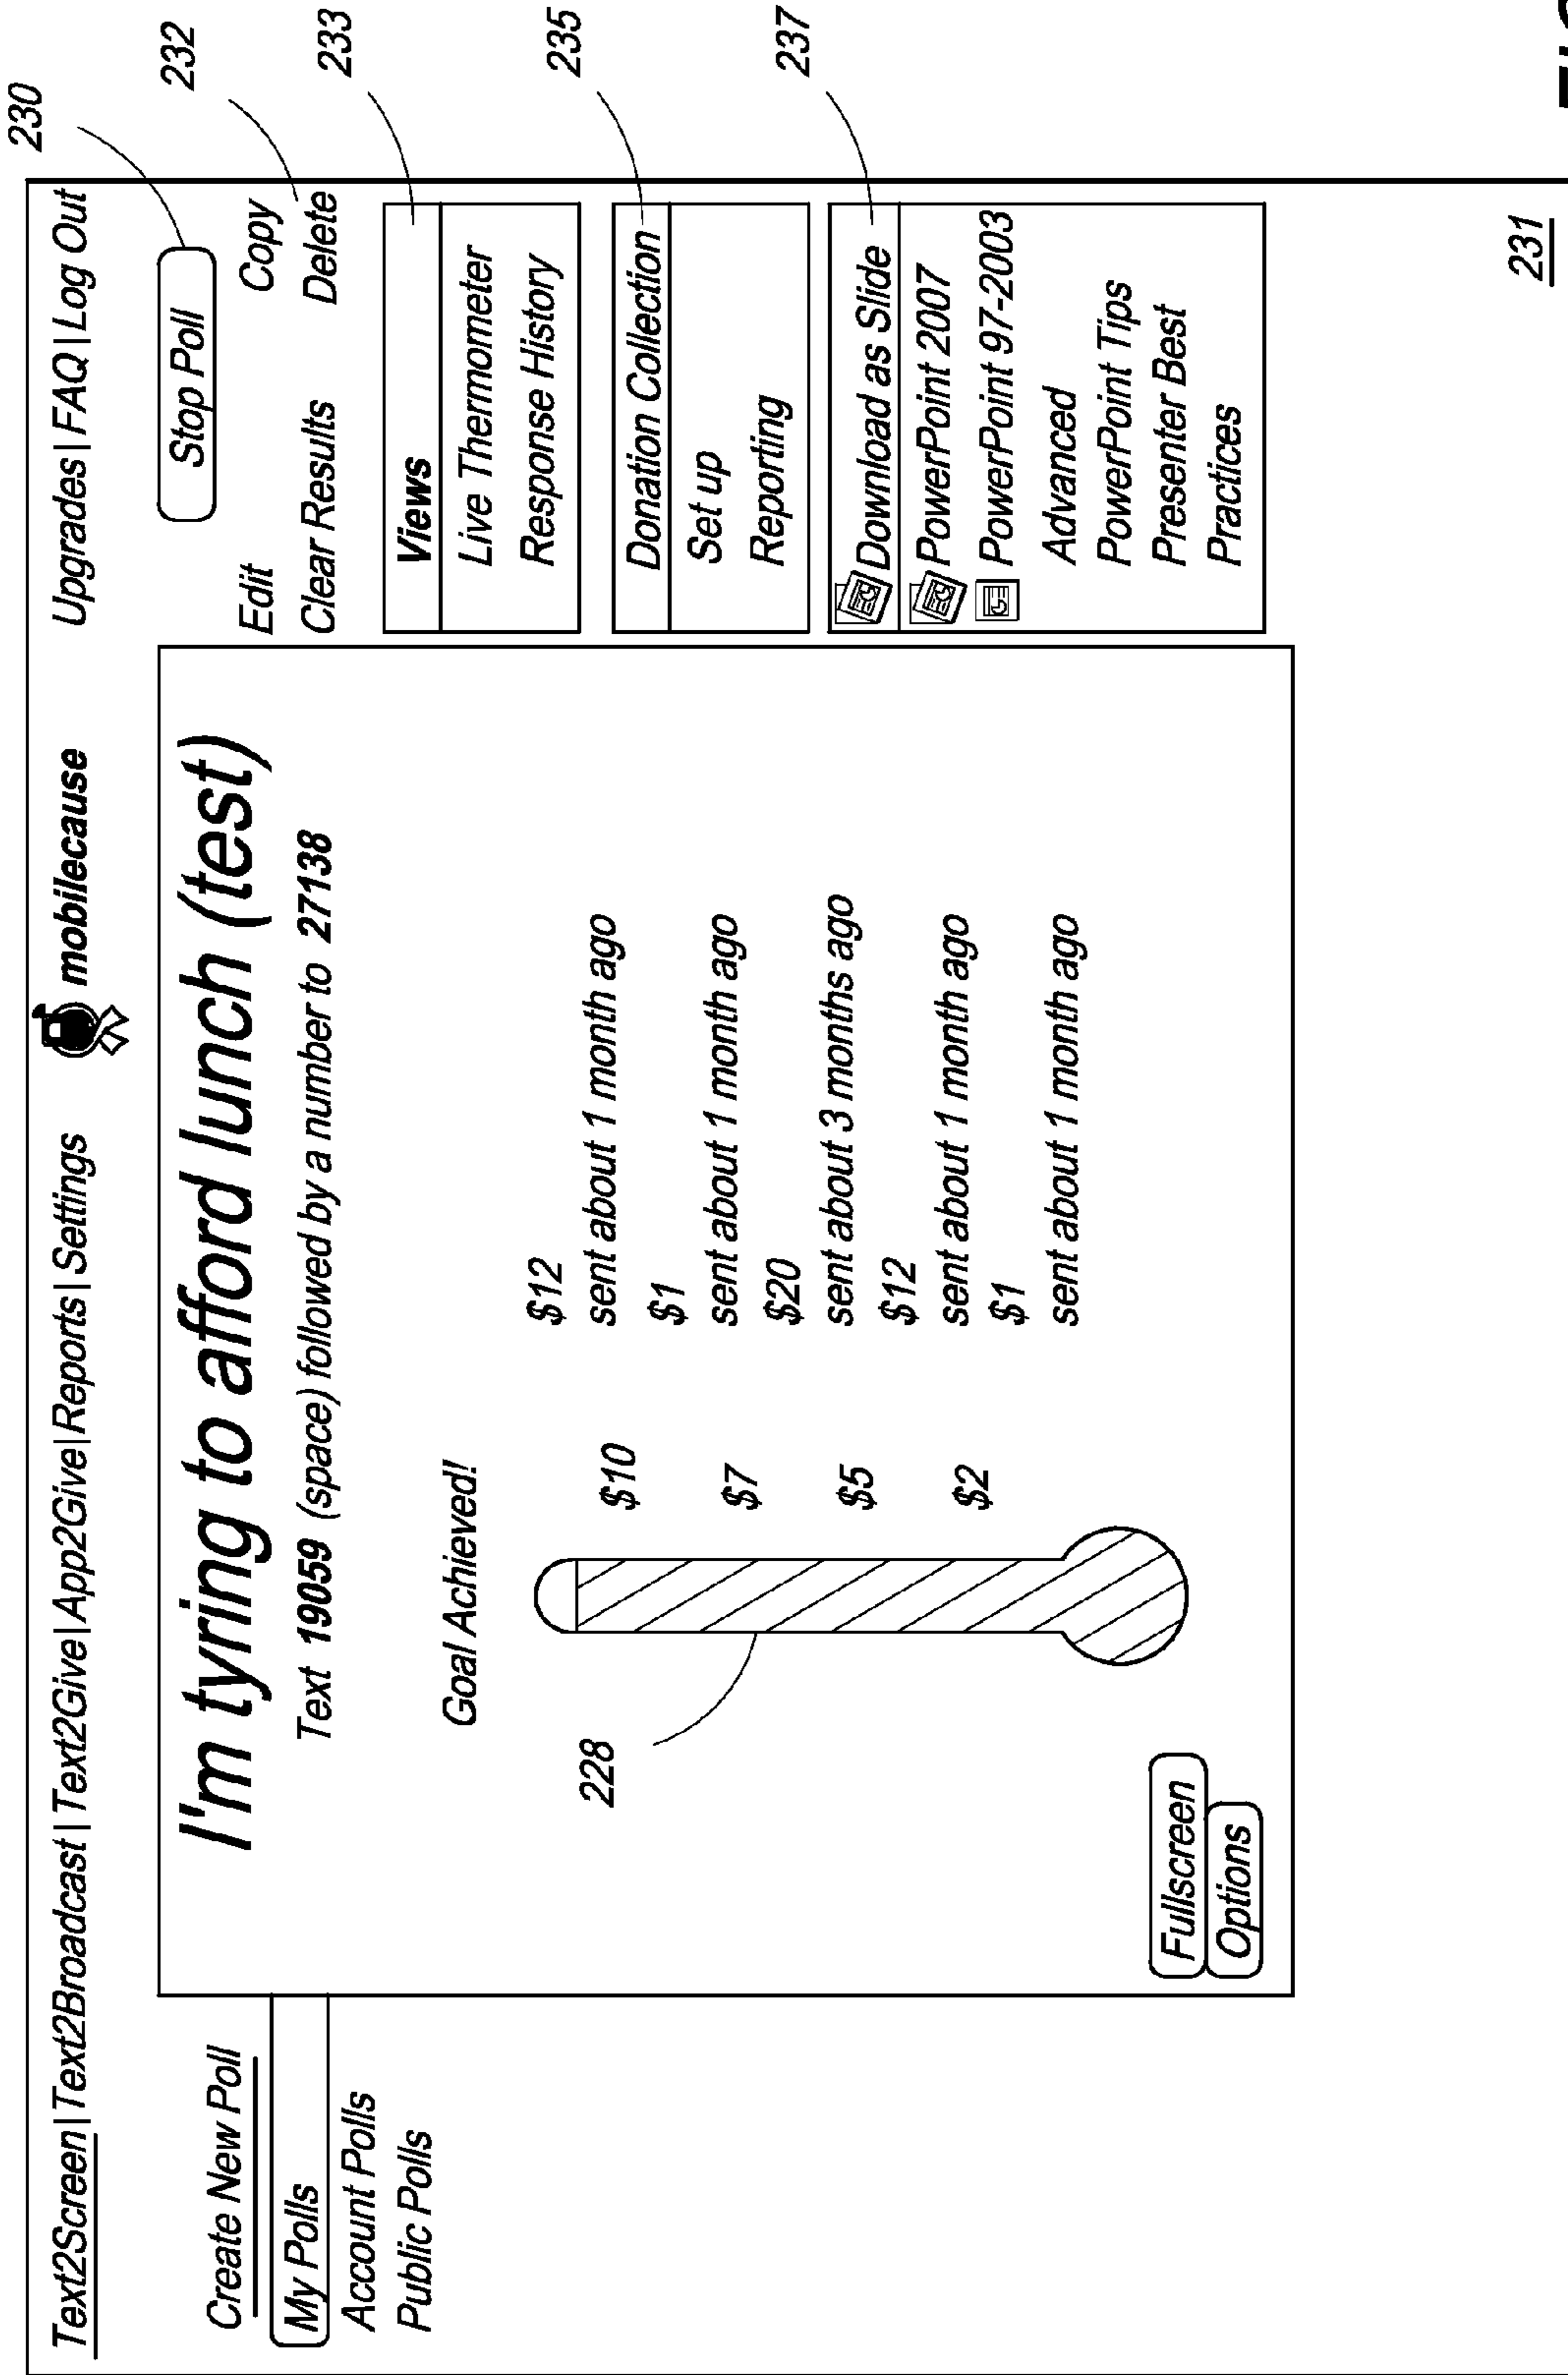 Text2Screen|Text2Broadcast|Text2Give|App2Give|Reports|Settings mobilecause Upgrades|FAQ|Log Out
230
Create New Poll
My Polls
Account Polls
Public Polls
I'm tyring to afford lunch (test)
Text 19059 (space) followed by a number to 27138
Goal Achieved!
228
$10
$7
$5
$2
$12
sent about 1 month ago
$1
sent about 1 month ago
$20
sent about 3 months ago
$12
sent about 1 month ago
$1
sent about 1 month ago
Fullscreen
Options
Stop Poll
Edit Copy
232
Clear Results Delete
Views
233
Live Thermometer
Response History
Donation Collection
235
Set up
Reporting
Download as Slide
237
PowerPoint 2007
PowerPoint 97-2003
Advanced
PowerPoint Tips
Presenter Best
Practices
231